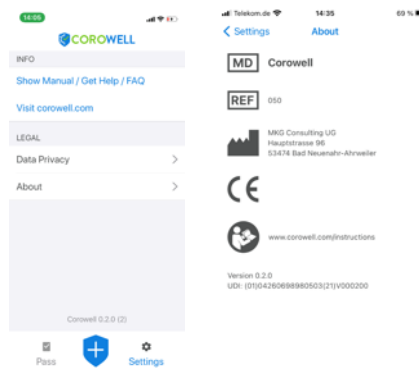 14:05
COROWELL
INFO
Show Manual / Get Help / FAQ
Visit corowell.com
LEGAL
Data Privacy
About
Corowell 0.2.0 (2)
Pass
Settings
Telekom.de 14:35 69 %
Settings About
MD Corowell
REF 050
MKG Consulting UG
Hauptstrasse 96
53474 Bad Neuenahr-Ahrweiler
CE
www.corowell.com/instructions
Version 0.2.0
UDI: (01)04260698960503(21)V000200